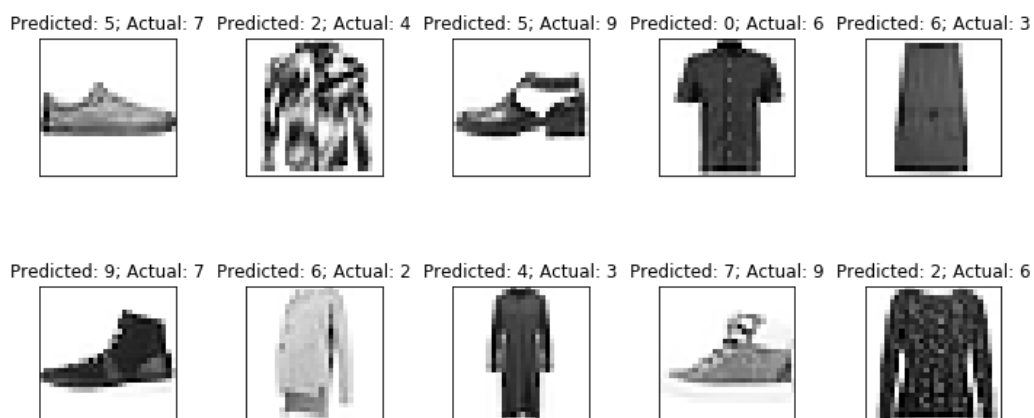 Predicted: 5; Actual: 7
Predicted: 2; Actual: 4
Predicted: 5; Actual: 9
Predicted: 0; Actual: 6
Predicted: 6; Actual: 3
Predicted: 9; Actual: 7
Predicted: 6; Actual: 2
Predicted: 4; Actual: 3
Predicted: 7; Actual: 9
Predicted: 2; Actual: 6